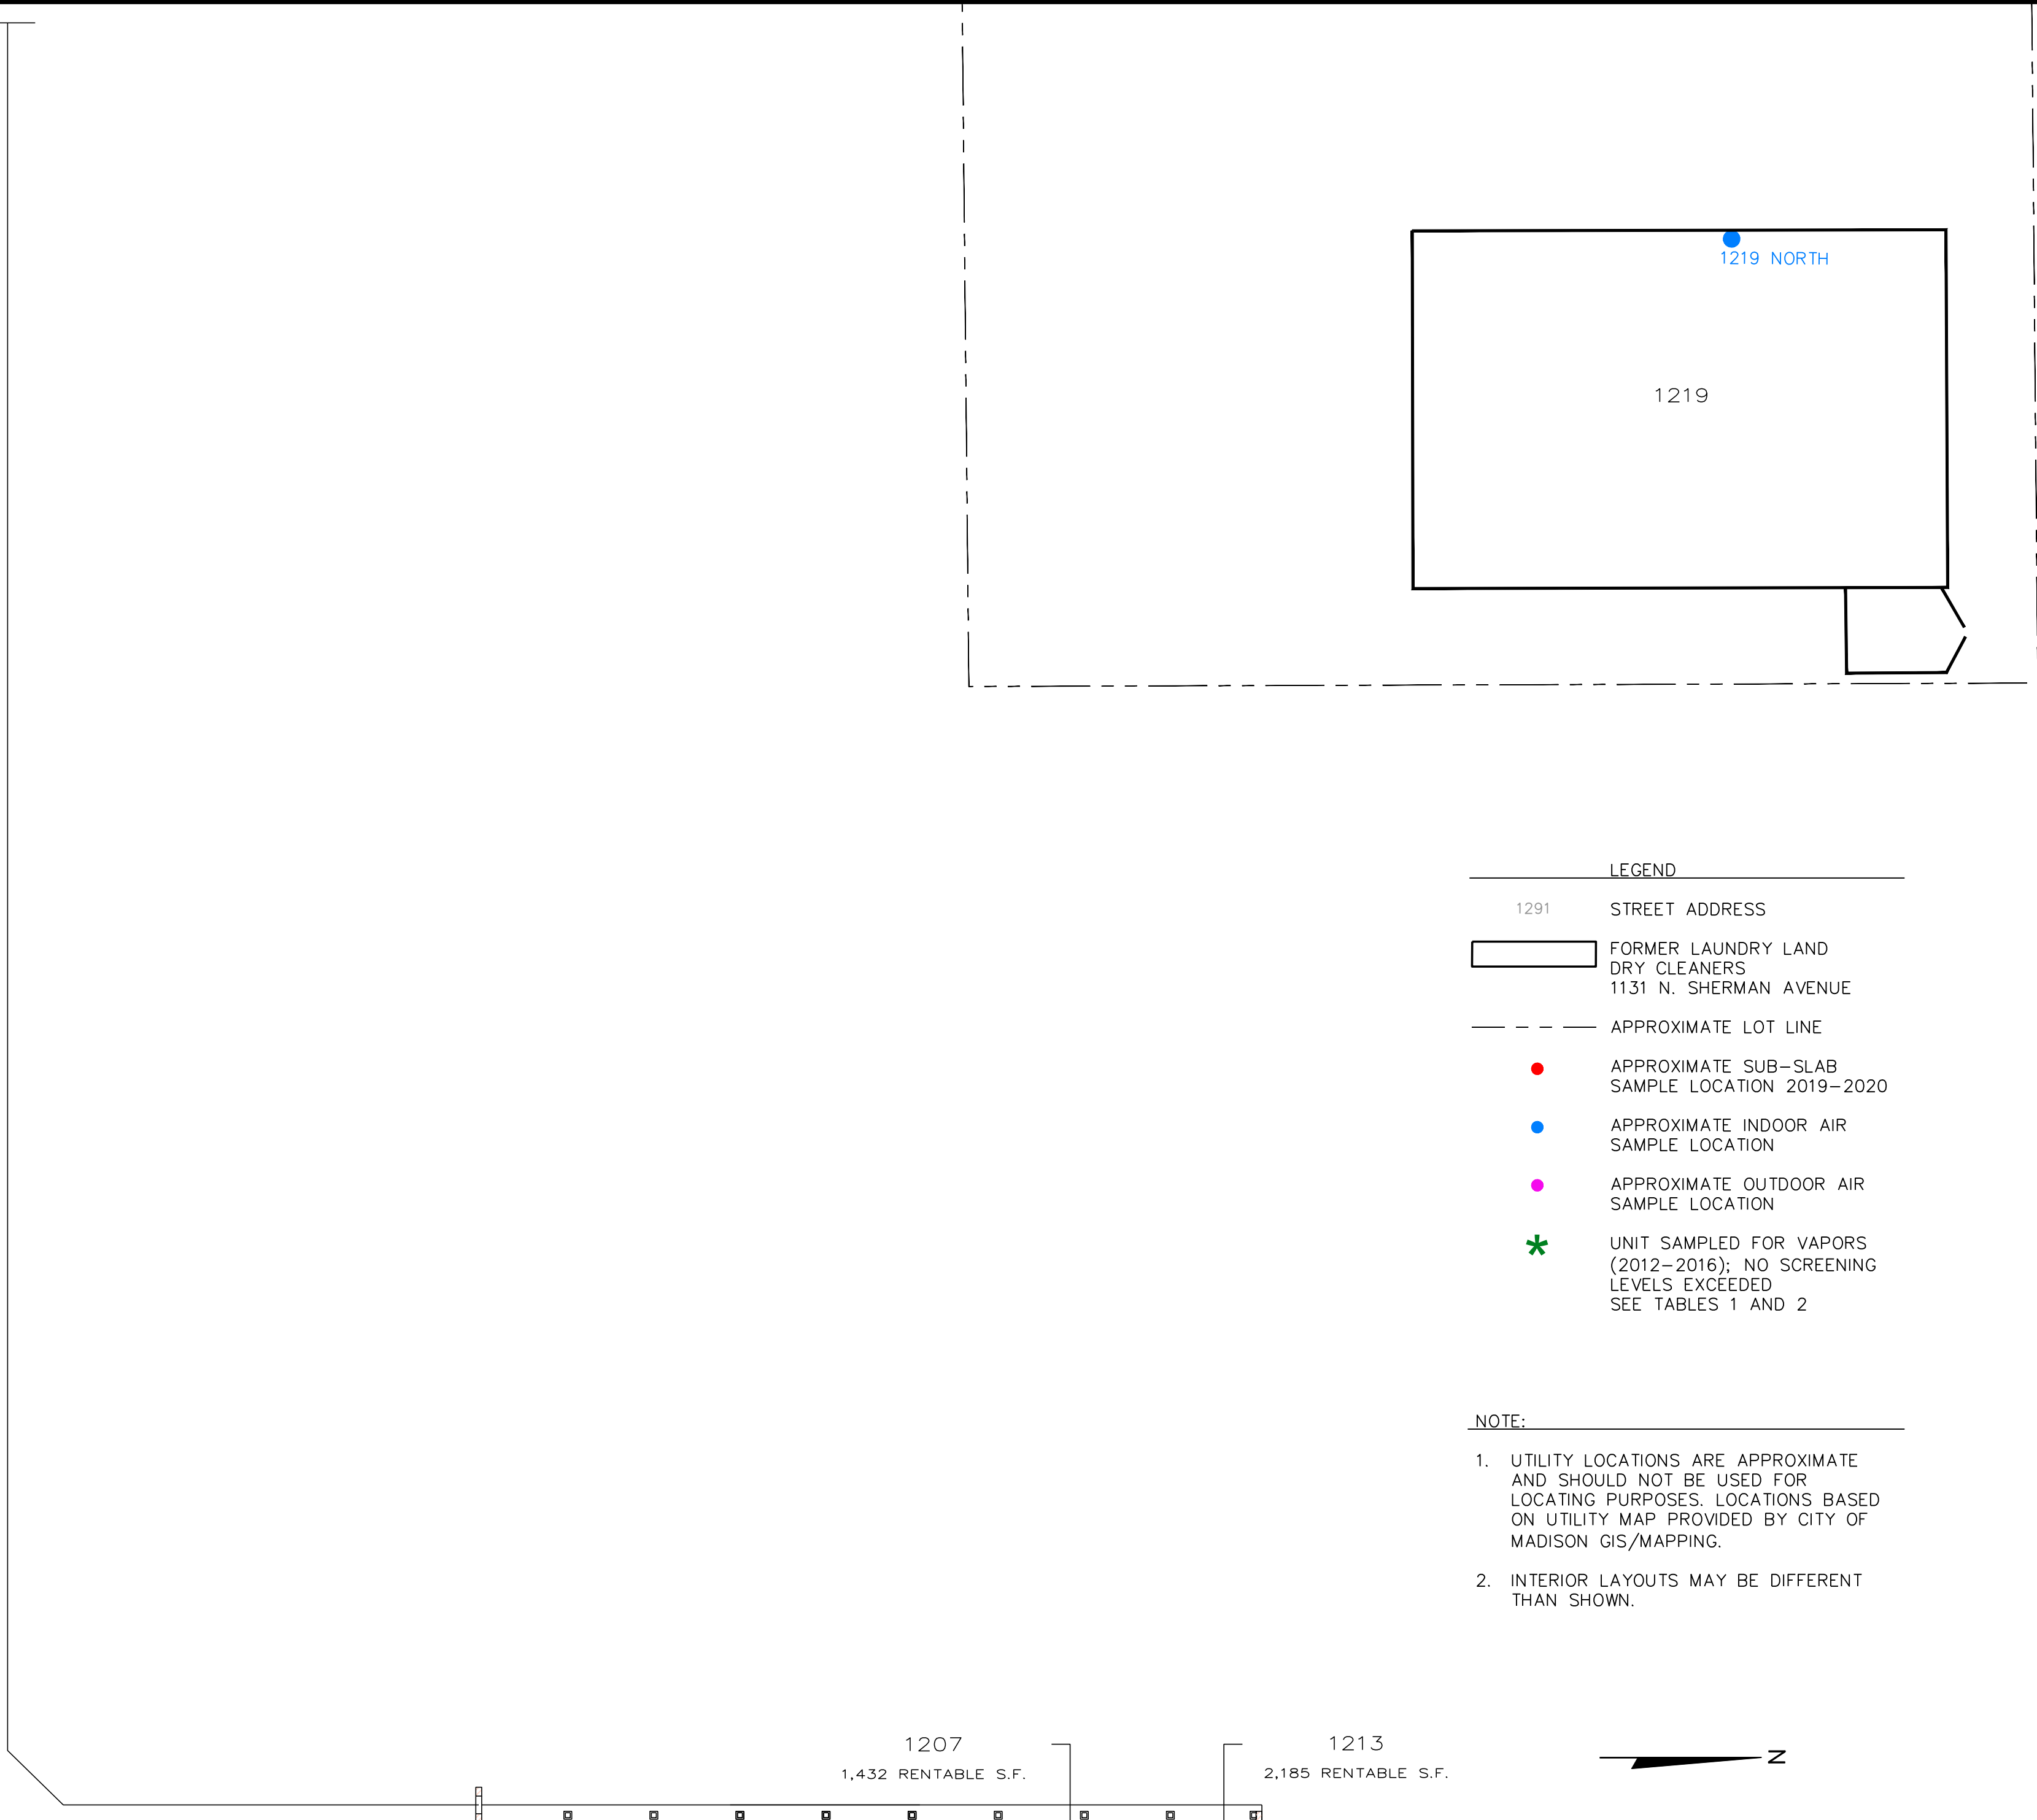 1219 NORTH
1219
LEGEND
1291 STREET ADDRESS
FORMER LAUNDRY LAND
DRY CLEANERS
1131 N. SHERMAN AVENUE
APPROXIMATE LOT LINE
APPROXIMATE SUB-SLAB
SAMPLE LOCATION 2019-2020
APPROXIMATE INDOOR AIR
SAMPLE LOCATION
APPROXIMATE OUTDOOR AIR
SAMPLE LOCATION
* UNIT SAMPLED FOR VAPORS
(2012-2016); NO SCREENING
LEVELS EXCEEDED
SEE TABLES 1 AND 2
NOTE:
1. UTILITY LOCATIONS ARE APPROXIMATE
AND SHOULD NOT BE USED FOR
LOCATING PURPOSES. LOCATIONS BASED
ON UTILITY MAP PROVIDED BY CITY OF
MADISON GIS/MAPPING.
2. INTERIOR LAYOUTS MAY BE DIFFERENT
THAN SHOWN.
1207
1,432 RENTABLE S.F.
1213
2,185 RENTABLE S.F.
N